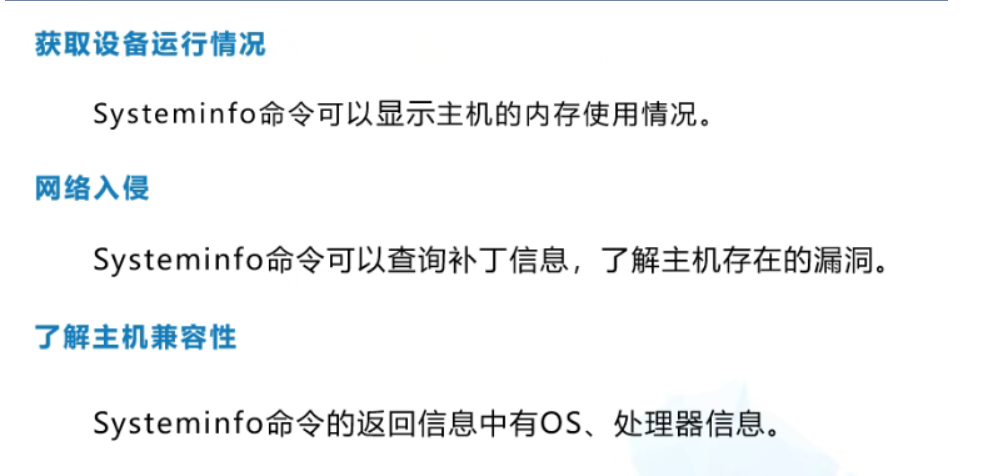 获取设备运行情况
Systeminfo命令可以显示主机的内存使用情况。
网络入侵
Systeminfo命令可以查询补丁信息，了解主机存在的漏洞。
了解主机兼容性
Systeminfo命令的返回信息中有OS、处理器信息。